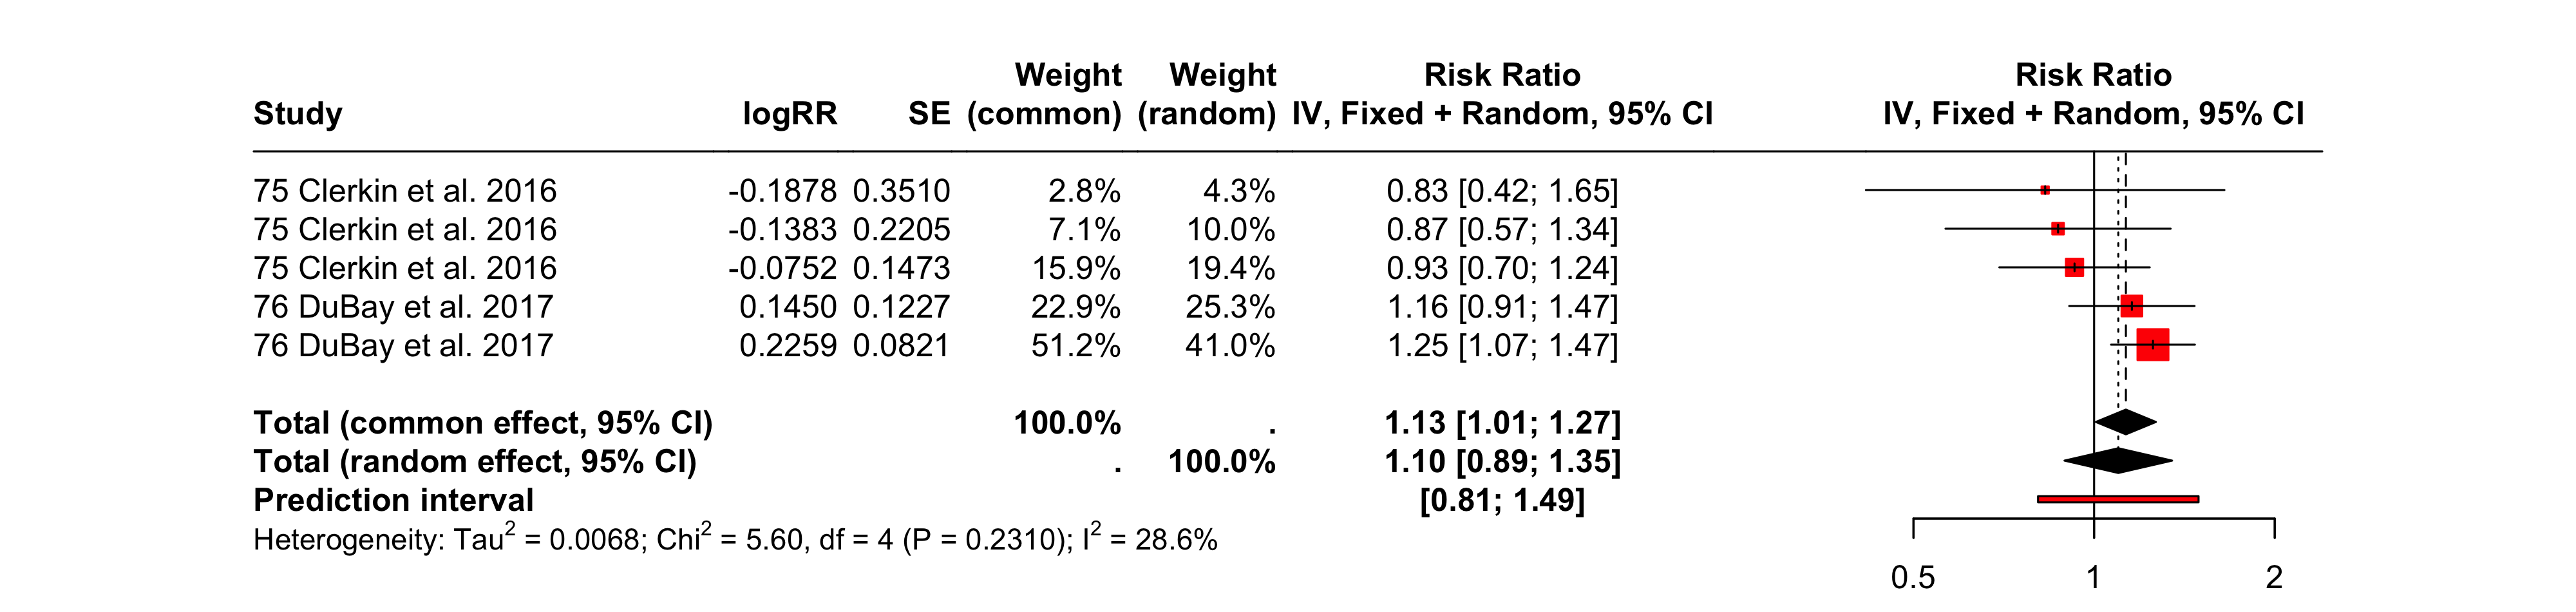 Weight Weight Risk Ratio Risk Ratio
Study logRR SE (common) (random) IV, Fixed + Random, 95% CI IV, Fixed + Random, 95% CI
75 Clerkin et al. 2016 -0.1878 0.3510 2.8% 4.3% 0.83 [0.42; 1.65]
75 Clerkin et al. 2016 -0.1383 0.2205 7.1% 10.0% 0.87 [0.57; 1.34]
75 Clerkin et al. 2016 -0.0752 0.1473 15.9% 19.4% 0.93 [0.70; 1.24]
76 DuBay et al. 2017 0.1450 0.1227 22.9% 25.3% 1.16 [0.91; 1.47]
76 DuBay et al. 2017 0.2259 0.0821 51.2% 41.0% 1.25 [1.07; 1.47]
Total (common effect, 95% CI) 100.0% . 1.13 [1.01; 1.27]
Total (random effect, 95% CI) . 100.0% 1.10 [0.89; 1.35]
Prediction interval [0.81; 1.49]
Heterogeneity: Tau² = 0.0068; Chi² = 5.60, df = 4 (P = 0.2310); I² = 28.6%
0.5 1 2